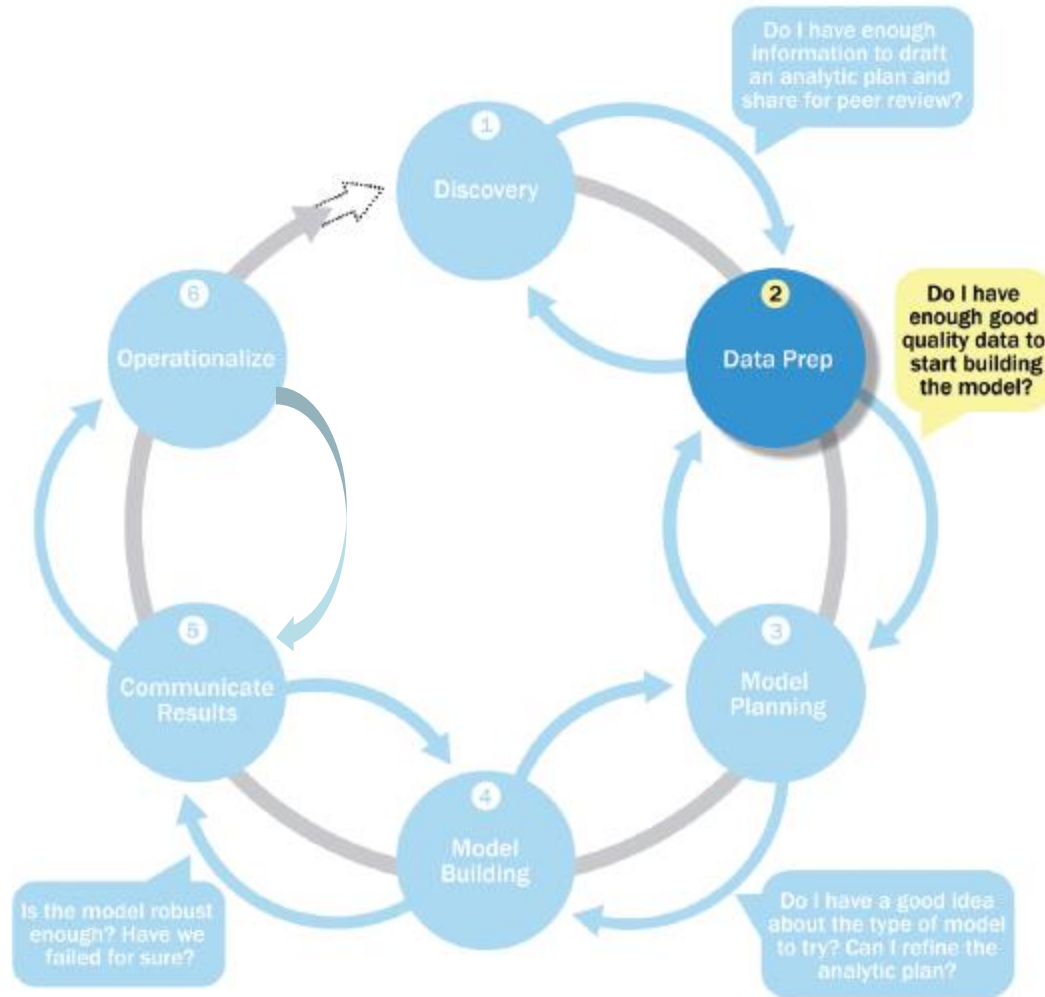 Do I have enough
information to draft
an analytic plan and
share for peer review?
1
Discovery
2
Data Prep
Do I have
enough good
quality data to
start building
the model?
3
Model
Planning
Do I have a good idea
about the type of model
to try? Can I refine the
analytic plan?
4
Model
Building
Is the model robust
enough? Have we
failed for sure?
5
Communicate
Results
6
Operationalize